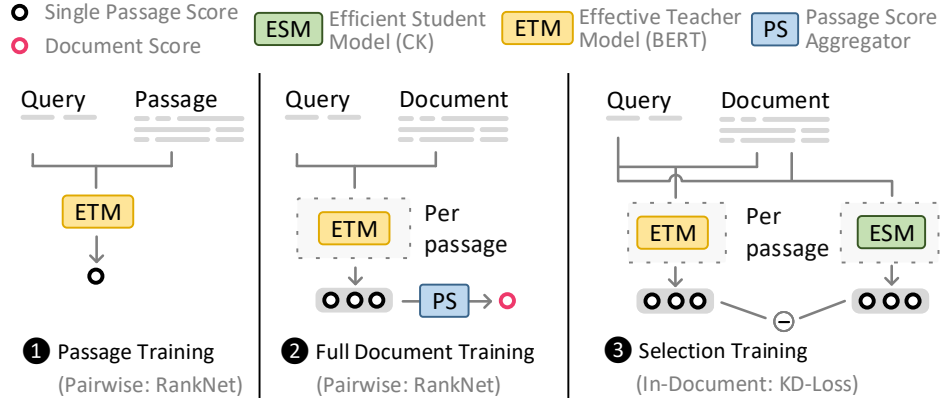 Single Passage Score
Document Score
ESM
Efficient Student
Model (CK)
ETM
Effective Teacher
Model (BERT)
PS
Passage Score
Aggregator
Query
Passage
ETM
1 Passage Training
(Pairwise: RankNet)
Query
Document
ETM
Per
passage
PS
2 Full Document Training
(Pairwise: RankNet)
Query
Document
ETM
Per
passage
ESM
−
3 Selection Training
(In-Document: KD-Loss)